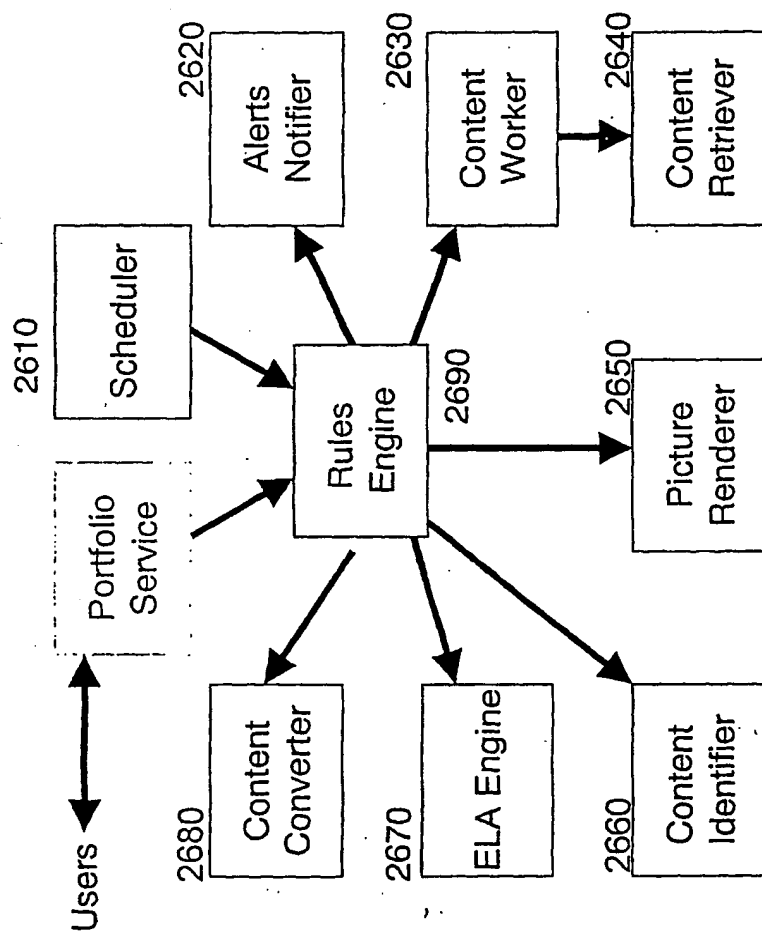 Users
Portfolio
Service
2610
Scheduler
2680
Content
Converter
Rules
Engine
2690
2620
Alerts
Notifier
2670
ELA Engine
2630
Content
Worker
2660
Content
Identifier
2650
Picture
Renderer
2640
Content
Retriever